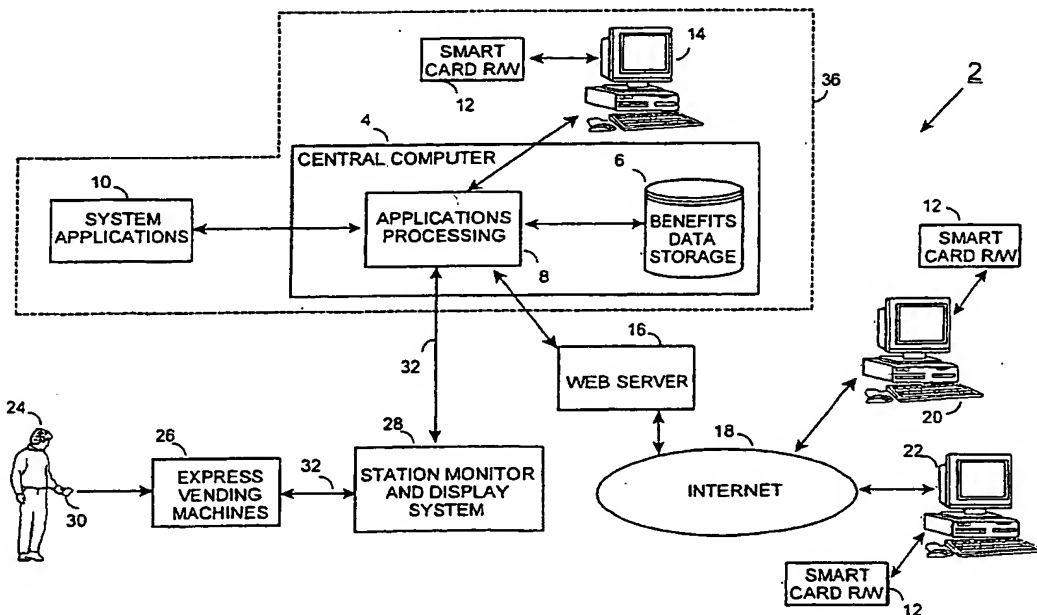 SMART
CARD R/W
12
14
36
2
4
CENTRAL COMPUTER
6
10
SYSTEM
APPLICATIONS
APPLICATIONS
PROCESSING
8
BENEFITS
DATA
STORAGE
12
SMART
CARD R/W
32
16
WEB SERVER
20
24
26
EXPRESS
VENDING
MACHINES
30
32
28
STATION MONITOR
AND DISPLAY
SYSTEM
18
INTERNET
22
SMART
CARD R/W
12